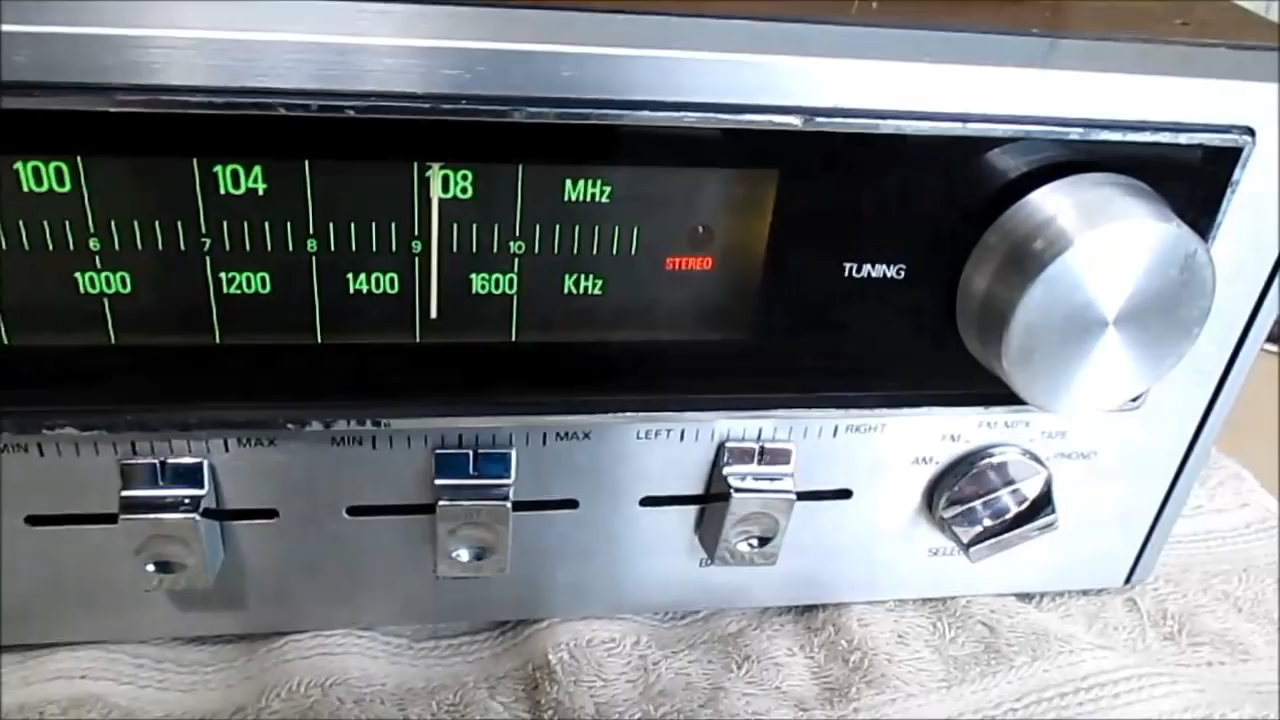 100 104 108 MHz
6 7 8 9 10
STEREO
1000 1200 1400 1600 KHz
TUNING
MIN MAX MIN MAX LEFT RIGHT
AM FM FM MPX TAPE PHONO